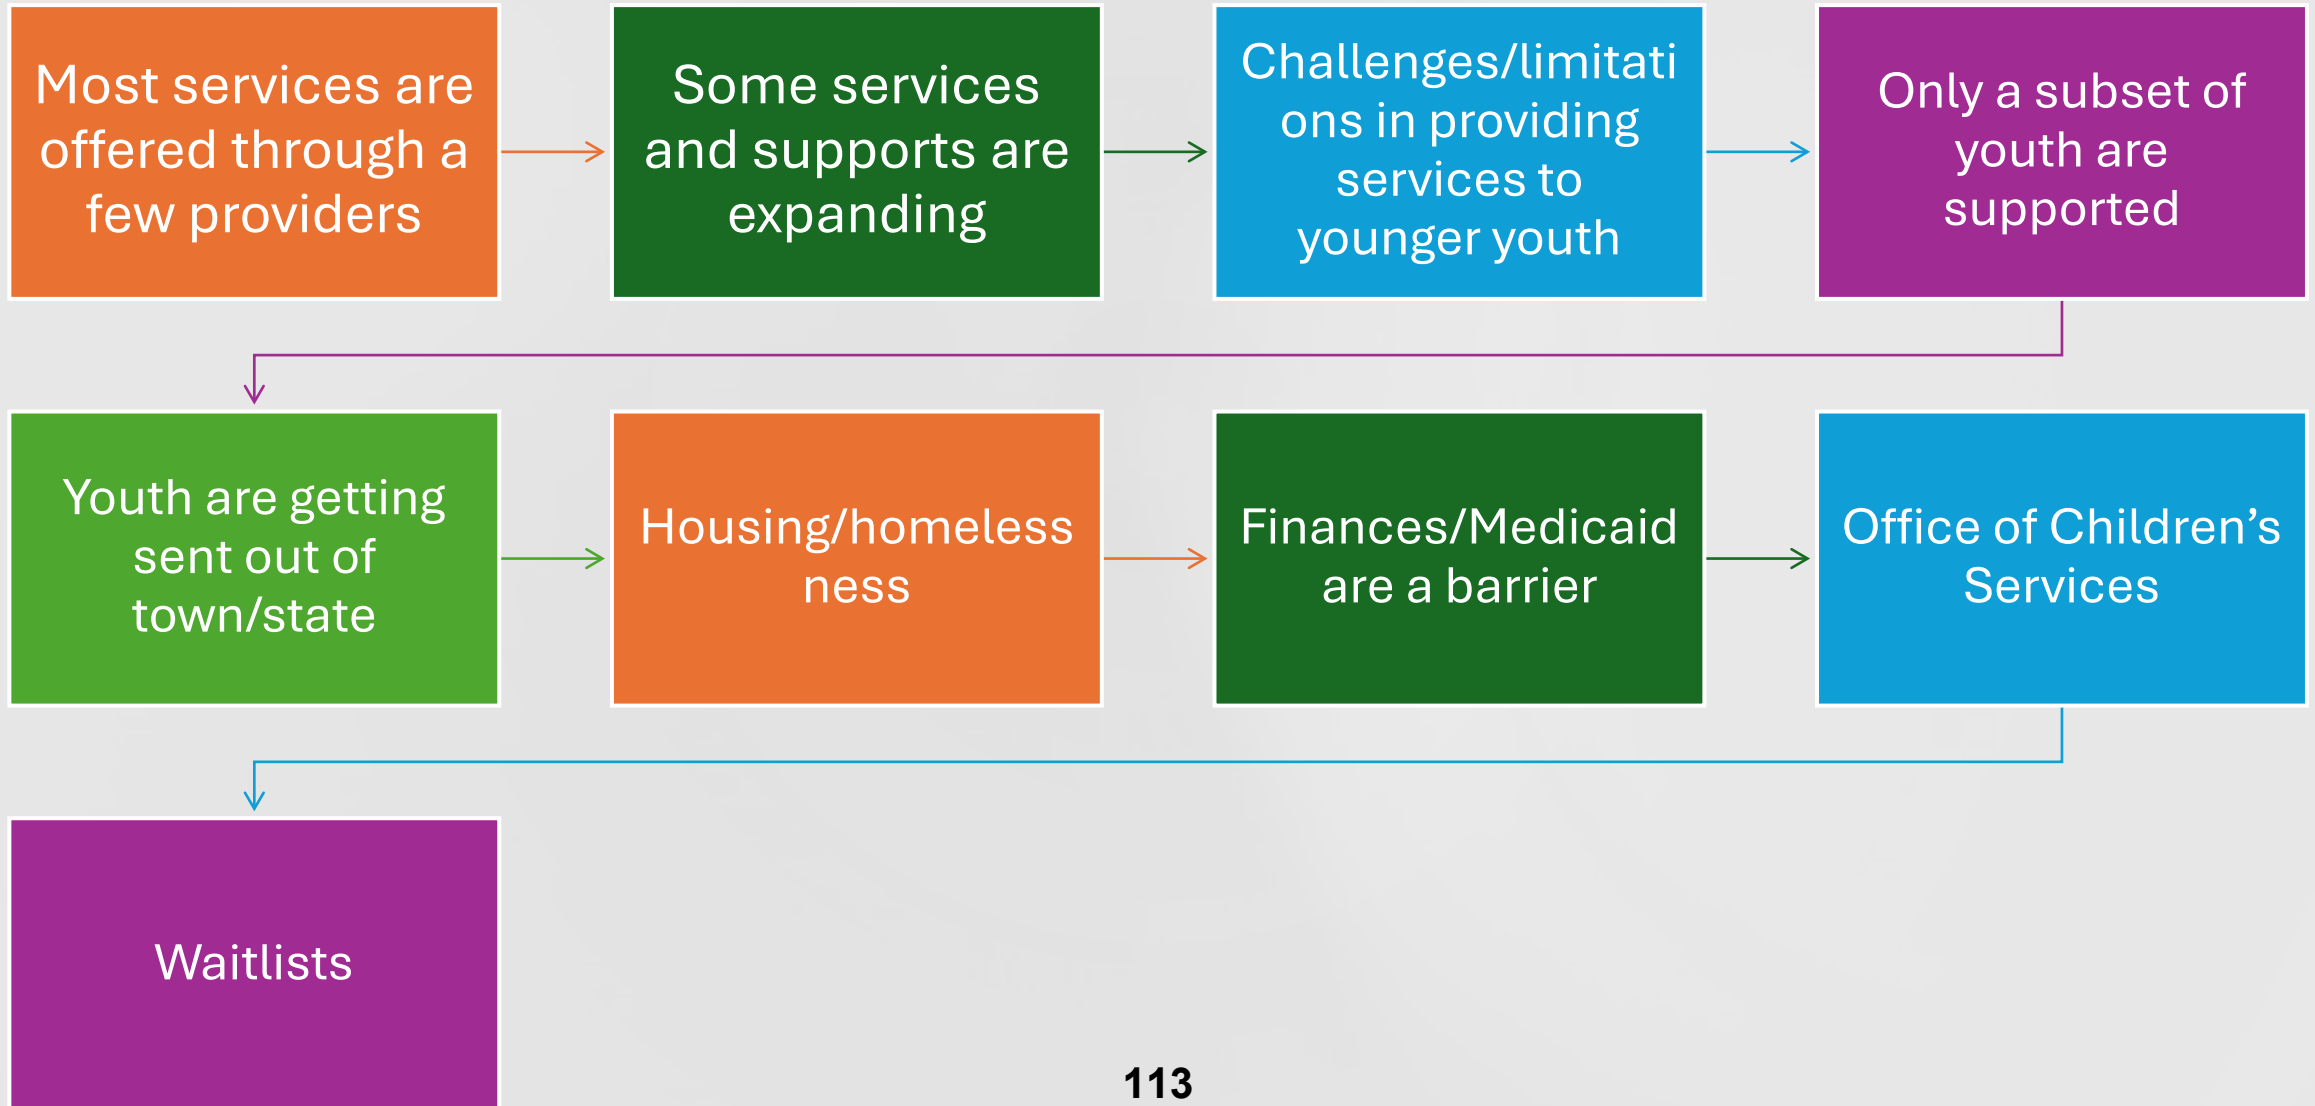 Most services are
offered through a
few providers
Some services
and supports are
expanding
Challenges/limitati
ons in providing
services to
younger youth
Only a subset of
youth are
supported
Youth are getting
sent out of
town/state
Housing/homeless
ness
Finances/Medicaid
are a barrier
Office of Children’s
Services
Waitlists
113